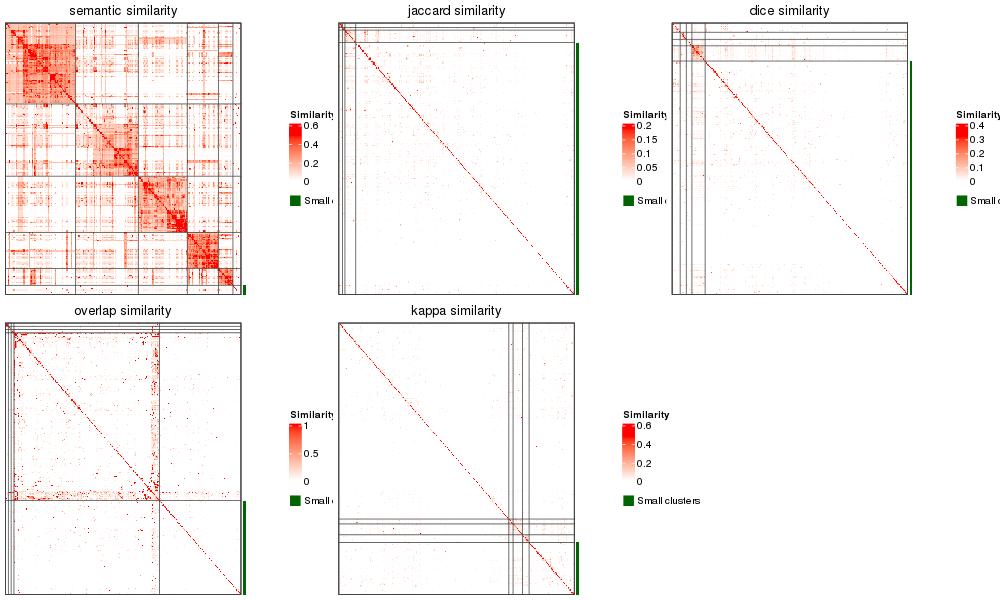 semantic similarity
Similarity
0.6
0.4
0.2
0
Small
jaccard similarity
Similarity
0.2
0.15
0.1
0.05
0
Small
dice similarity
Similarity
0.4
0.3
0.2
0.1
0
Small
overlap similarity
Similarity
1
0.5
0
Small
kappa similarity
Similarity
0.6
0.4
0.2
0
Small clusters